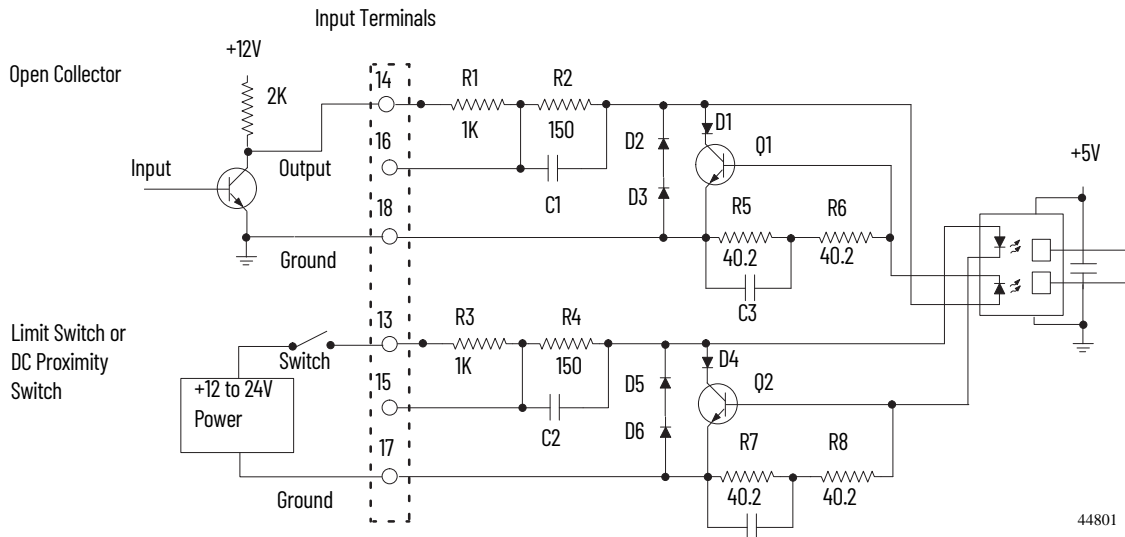 Input Terminals
+12V
Open Collector
2K
14
R1
R2
1K
150
D1
D2
Q1
16
+5V
Input
Output
C1
D3
18
R5
R6
Ground
40.2
40.2
C3
Limit Switch or
DC Proximity
Switch
Switch
13
R3
R4
1K
150
D4
+12 to 24V
Power
15
D5
Q2
C2
D6
17
R7
R8
Ground
40.2
40.2
44801